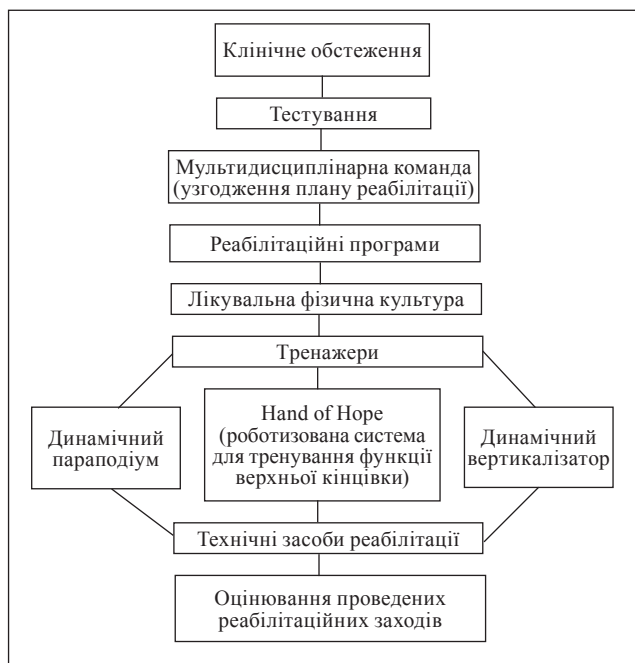 Клінічне обстеження
Тестування
Мультидисциплінарна команда
(узгодження плану реабілітації)
Реабілітаційні програми
Лікувальна фізична культура
Тренажери
Динамічний
параподіум
Hand of Hope
(роботизована система
для тренування функції
верхньої кінцівки)
Динамічний
вертикалізатор
Технічні засоби реабілітації
Оцінювання проведених
реабілітаційних заходів